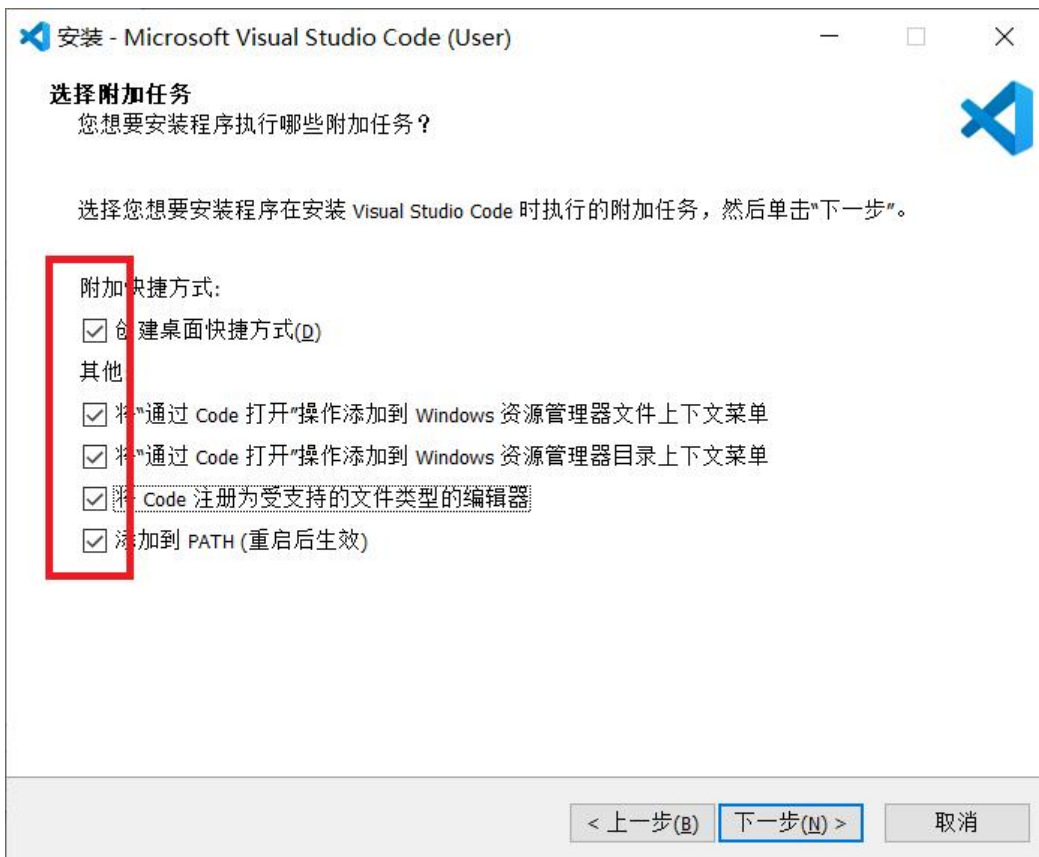 安装 - Microsoft Visual Studio Code (User)
选择附加任务
您想要安装程序执行哪些附加任务？
选择您想要安装程序在安装 Visual Studio Code 时执行的附加任务，然后单击“下一步”。
附加快捷方式:
创建桌面快捷方式(D)
其他:
将“通过 Code 打开”操作添加到 Windows 资源管理器文件上下文菜单
将“通过 Code 打开”操作添加到 Windows 资源管理器目录上下文菜单
将 Code 注册为受支持的文件类型的编辑器
添加到 PATH (重启后生效)
< 上一步(B) 下一步(N) > 取消